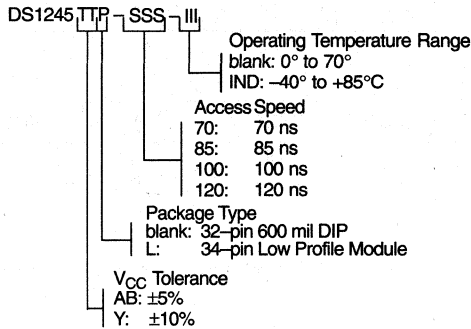 DS1245TTP – SSS – III
Operating Temperature Range
blank: 0° to 70°
IND: –40° to +85°C
Access Speed
70: 70 ns
85: 85 ns
100: 100 ns
120: 120 ns
Package Type
blank: 32–pin 600 mil DIP
L: 34–pin Low Profile Module
VCC Tolerance
AB: ±5%
Y: ±10%